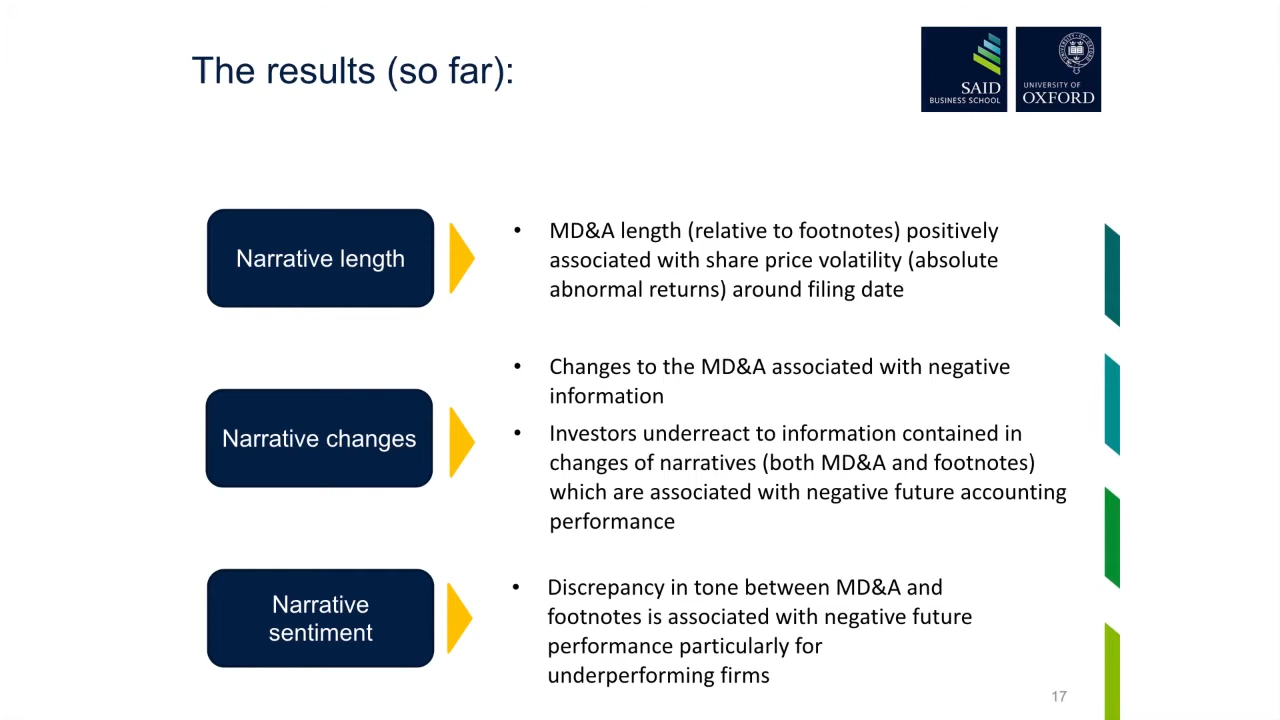 The results (so far):
SAID
BUSINESS SCHOOL
UNIVERSITY OF
OXFORD
Narrative length
• MD&A length (relative to footnotes) positively
associated with share price volatility (absolute
abnormal returns) around filing date
Narrative changes
• Changes to the MD&A associated with negative
information
• Investors underreact to information contained in
changes of narratives (both MD&A and footnotes)
which are associated with negative future accounting
performance
Narrative
sentiment
• Discrepancy in tone between MD&A and
footnotes is associated with negative future
performance particularly for
underperforming firms
17